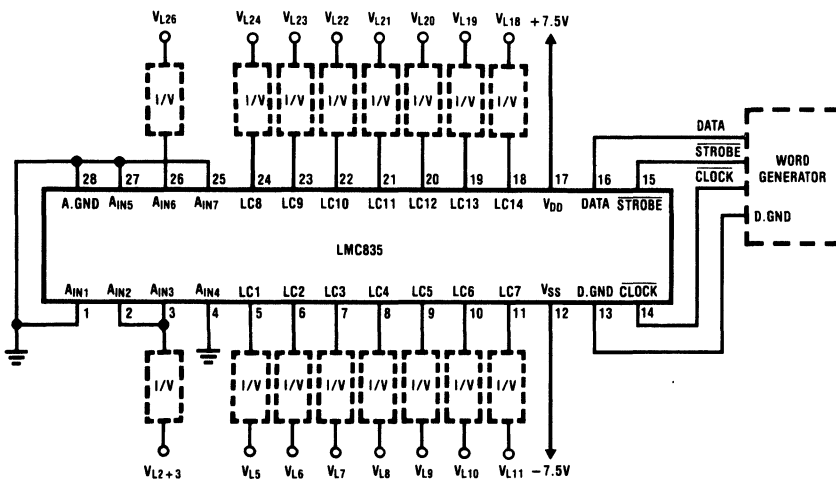 VL26 VL24 VL23 VL22 VL21 VL20 VL19 VL18 +7.5V
I/V I/V I/V I/V I/V I/V I/V I/V
DATA
STROBE
CLOCK
D.GND
WORD
GENERATOR
28 27 26 25 24 23 22 21 20 19 18 17 16 15
A.GND AIN5 AIN6 AIN7 LC8 LC9 LC10 LC11 LC12 LC13 LC14 VDD DATA STROBE
LMC835
AIN1 AIN2 AIN3 AIN4 LC1 LC2 LC3 LC4 LC5 LC6 LC7 VSS D.GND CLOCK
1 2 3 4 5 6 7 8 9 10 11 12 13 14
I/V I/V I/V I/V I/V I/V I/V I/V
VL2+3 VL5 VL6 VL7 VL8 VL9 VL10 VL11 −7.5V